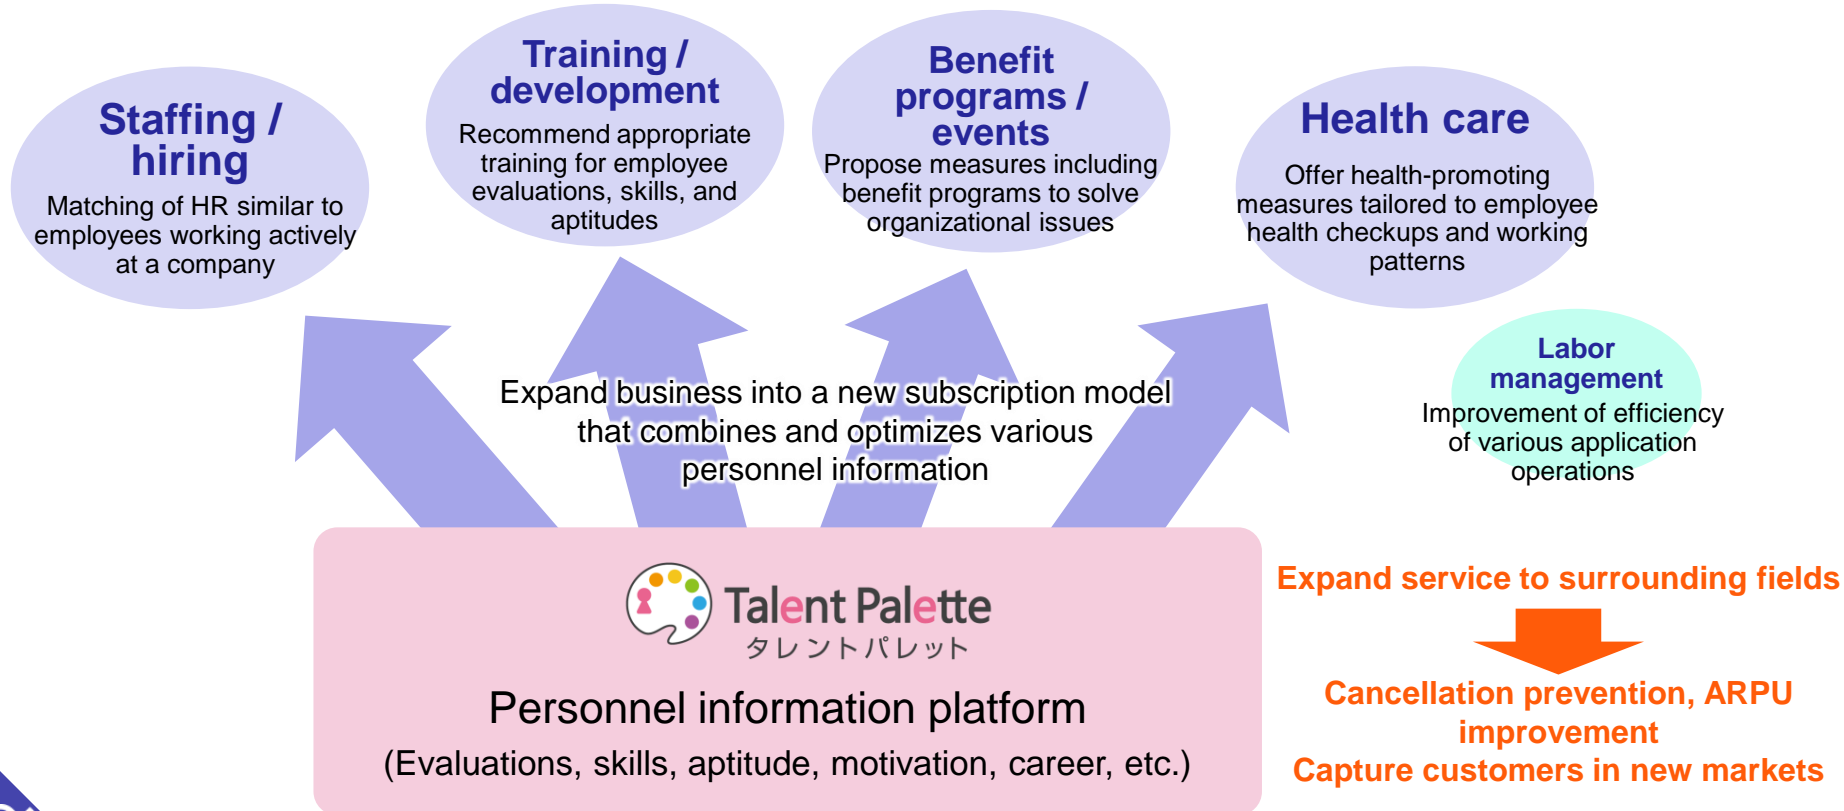 Staffing /
hiring
Matching of HR similar to
employees working actively
at a company
Training /
development
Recommend appropriate
training for employee
evaluations, skills, and
aptitudes
Benefit
programs /
events
Propose measures including
benefit programs to solve
organizational issues
Health care
Offer health-promoting
measures tailored to employee
health checkups and working
patterns
Labor
management
Improvement of efficiency
of various application
operations
Expand business into a new subscription model
that combines and optimizes various
personnel information
Talent Palette
タレントパレット
Personnel information platform
(Evaluations, skills, aptitude, motivation, career, etc.)
Expand service to surrounding fields
Cancellation prevention, ARPU
improvement
Capture customers in new markets